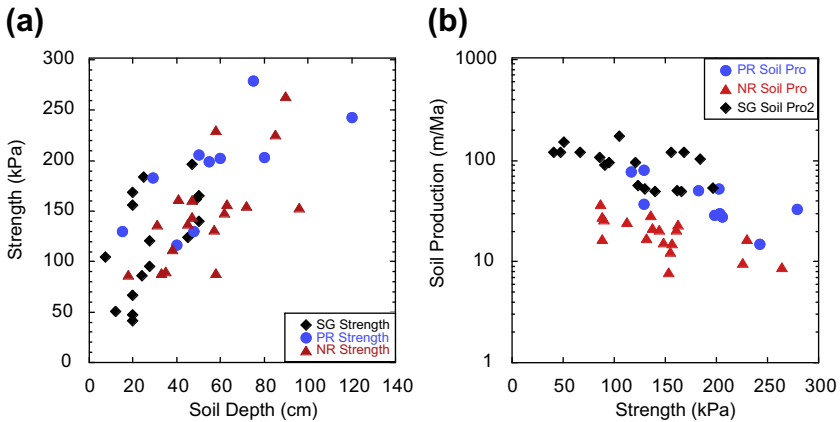 (a)
300
250
200
150
100
50
0
0 20 40 60 80 100 120 140
Strength (kPa)
Soil Depth (cm)
SG Strength
PR Strength
NR Strength
(b)
1000
100
10
1
0 50 100 150 200 250 300
Soil Production (m/Ma)
Strength (kPa)
PR Soil Pro
NR Soil Pro
SG Soil Pro2